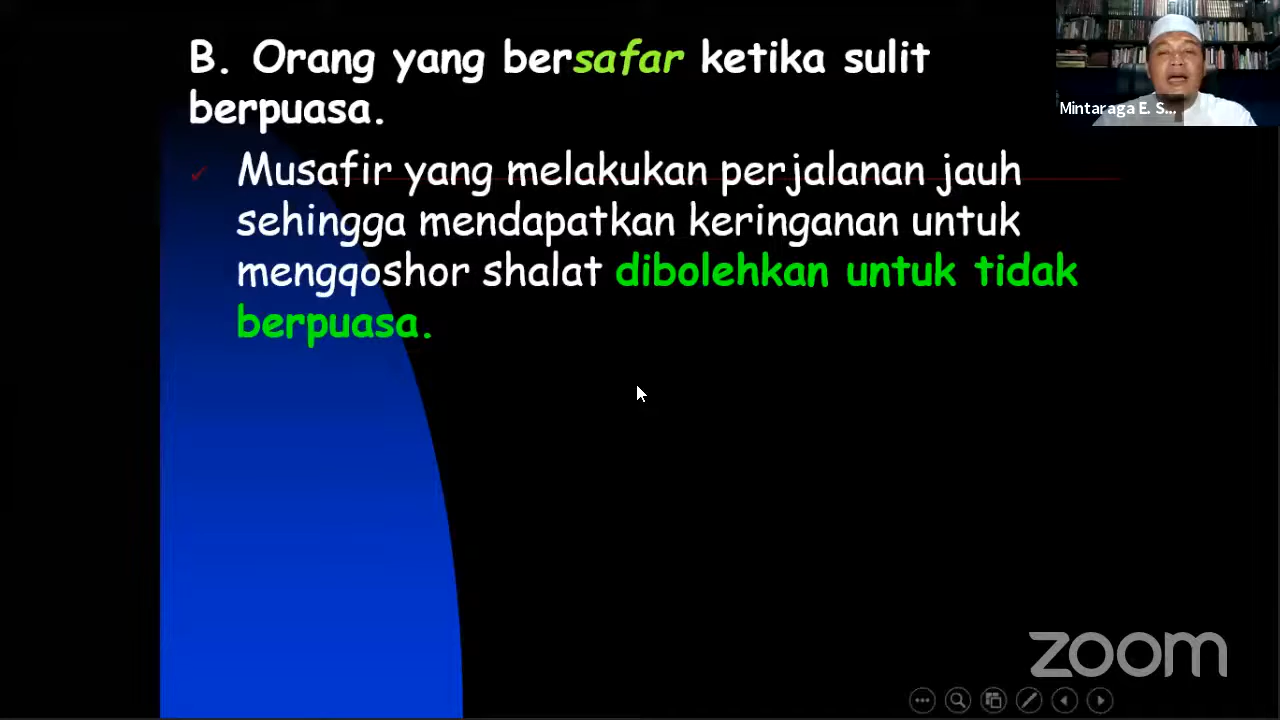 B. Orang yang bersafar ketika sulit
berpuasa.
Musafir yang melakukan perjalanan jauh
sehingga mendapatkan keringanan untuk
mengqoshor shalat dibolehkan untuk tidak
berpuasa.
Mintaraga E. S...
zoom